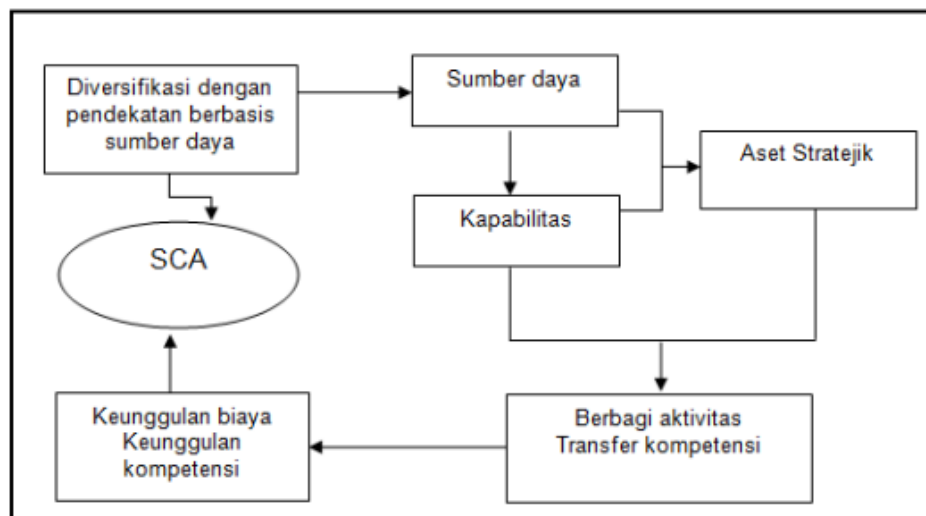 Diversifikasi dengan
pendekatan berbasis
sumber daya
Sumber daya
Aset Stratejik
Kapabilitas
SCA
Keunggulan biaya
Keunggulan
kompetensi
Berbagi aktivitas
Transfer kompetensi